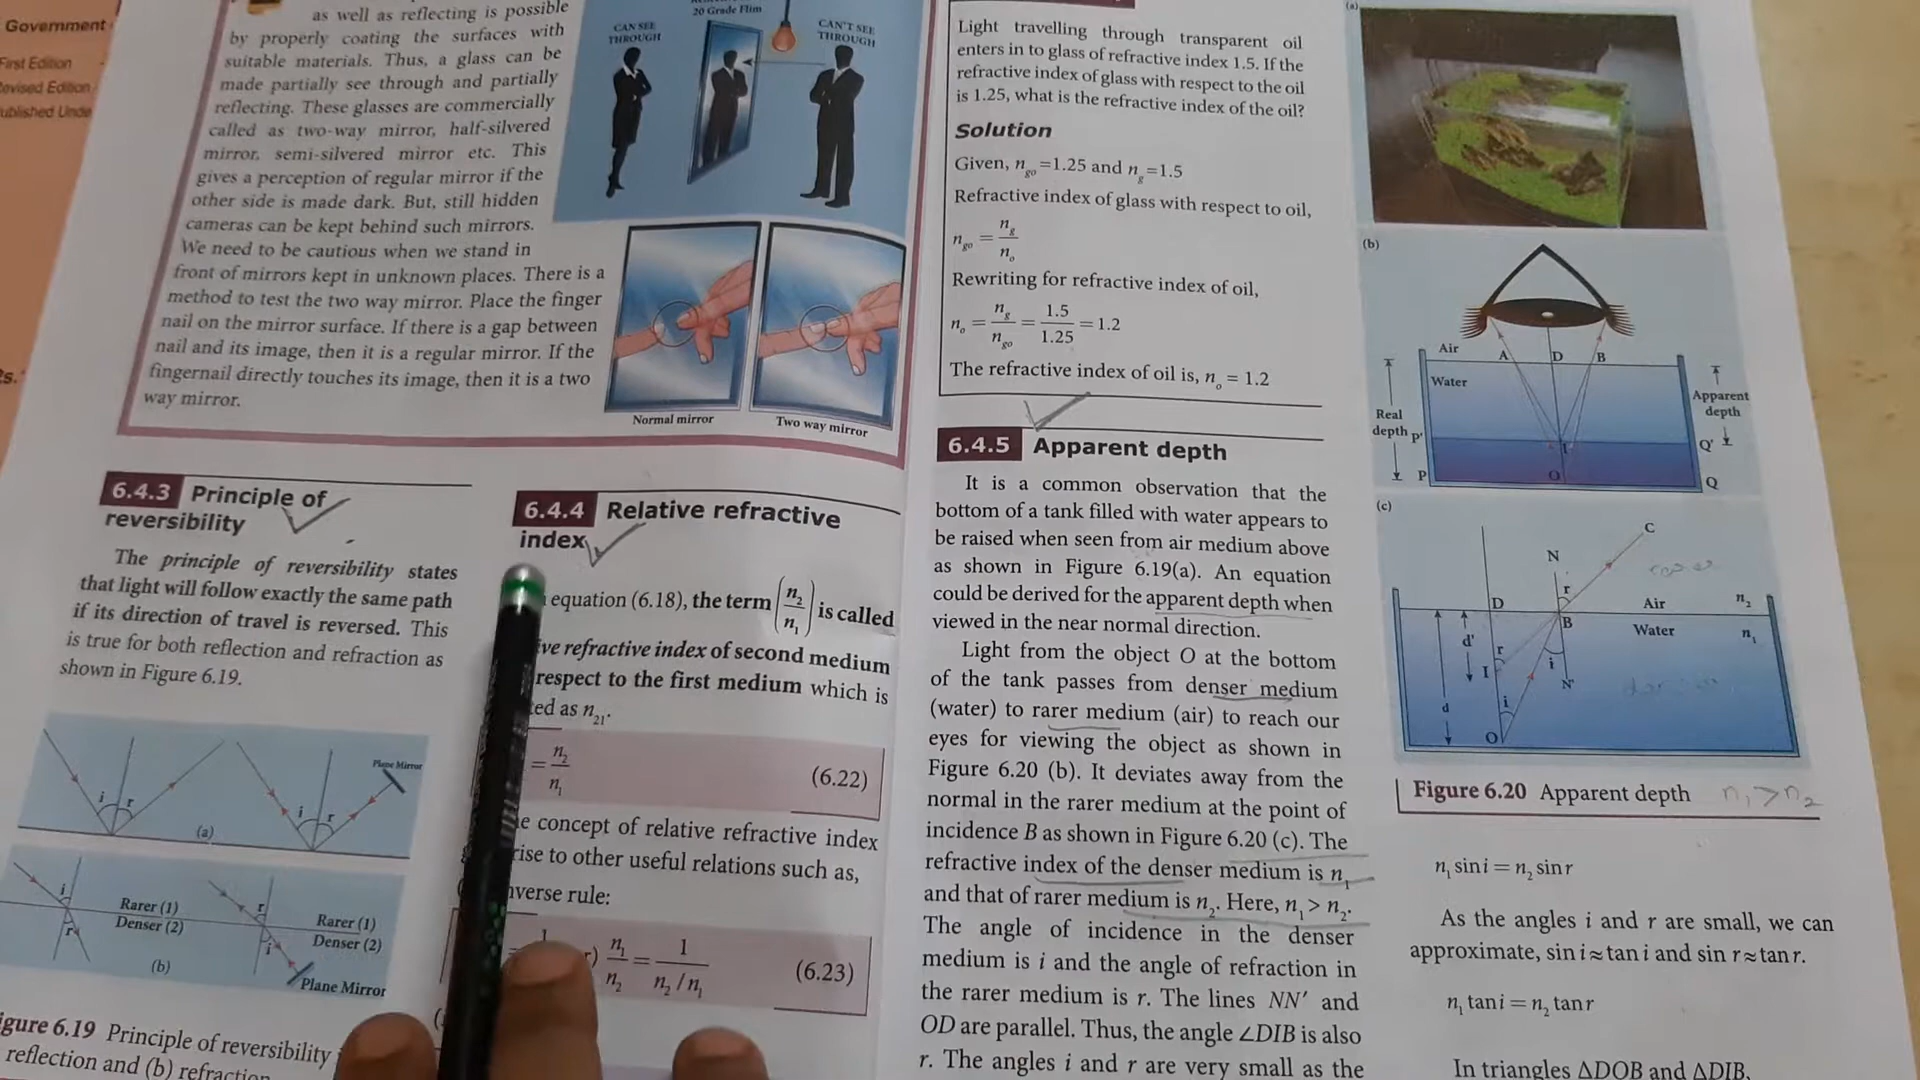 Government
First Edition
Revised Edition
Published Unde
Rs.
as well as reflecting is possible
by properly coating the surfaces with
suitable materials. Thus, a glass can be
made partially see through and partially
reflecting. These glasses are commercially
called as two-way mirror, half-silvered
mirror, semi-silvered mirror etc. This
gives a perception of regular mirror if the
other side is made dark. But, still hidden
cameras can be kept behind such mirrors.
We need to be cautious when we stand in
front of mirrors kept in unknown places. There is a
method to test the two way mirror. Place the finger
nail on the mirror surface. If there is a gap between
nail and its image, then it is a regular mirror. If the
fingernail directly touches its image, then it is a two
way mirror.
20 Grade Flim
CAN SEE
THROUGH
CAN'T SEE
THROUGH
Normal mirror
Two way mirror
6.4.3 Principle of
reversibility
The principle of reversibility states
that light will follow exactly the same path
if its direction of travel is reversed. This
is true for both reflection and refraction as
shown in Figure 6.19.
Plane Mirror
i r
i r
(a)
i
r
Rarer (1)
Denser (2)
r
i
Rarer (1)
Denser (2)
(b)
Plane Mirror
igure 6.19 Principle of reversibility
reflection and (b) refraction
6.4.4 Relative refractive
index
equation (6.18), the term (n₂/n₁) is called
ve refractive index of second medium
respect to the first medium which is
ed as n₂₁.
= n₂/n₁ (6.22)
e concept of relative refractive index
rise to other useful relations such as,
verse rule:
n₁/n₂ = 1/(n₂ / n₁) (6.23)
Light travelling through transparent oil
enters in to glass of refractive index 1.5. If the
refractive index of glass with respect to the oil
is 1.25, what is the refractive index of the oil?
Solution
Given, n_go =1.25 and n_g =1.5
Refractive index of glass with respect to oil,
n_go = n_g/n_o
Rewriting for refractive index of oil,
n_o = n_g/n_go = 1.5/1.25 = 1.2
The refractive index of oil is, n_o = 1.2
6.4.5 Apparent depth
It is a common observation that the
bottom of a tank filled with water appears to
be raised when seen from air medium above
as shown in Figure 6.19(a). An equation
could be derived for the apparent depth when
viewed in the near normal direction.
Light from the object O at the bottom
of the tank passes from denser medium
(water) to rarer medium (air) to reach our
eyes for viewing the object as shown in
Figure 6.20 (b). It deviates away from the
normal in the rarer medium at the point of
incidence B as shown in Figure 6.20 (c). The
refractive index of the denser medium is n₁
and that of rarer medium is n₂. Here, n₁ > n₂.
The angle of incidence in the denser
medium is i and the angle of refraction in
the rarer medium is r. The lines NN′ and
OD are parallel. Thus, the angle ∠DIB is also
r. The angles i and r are very small as the
(a)
(b)
Air
A D B
Water
Real
depth
P'
P
Apparent
depth
Q'
Q
I
O
(c)
C
N
r
D
Air n₂
B
Water n₁
d'
r
I
i
N'
d
i
O
Figure 6.20 Apparent depth n₁ > n₂
n₁ sin i = n₂ sin r
As the angles i and r are small, we can
approximate, sin i ≈ tan i and sin r ≈ tan r.
n₁ tan i = n₂ tan r
In triangles ΔDOB and ΔDIB,